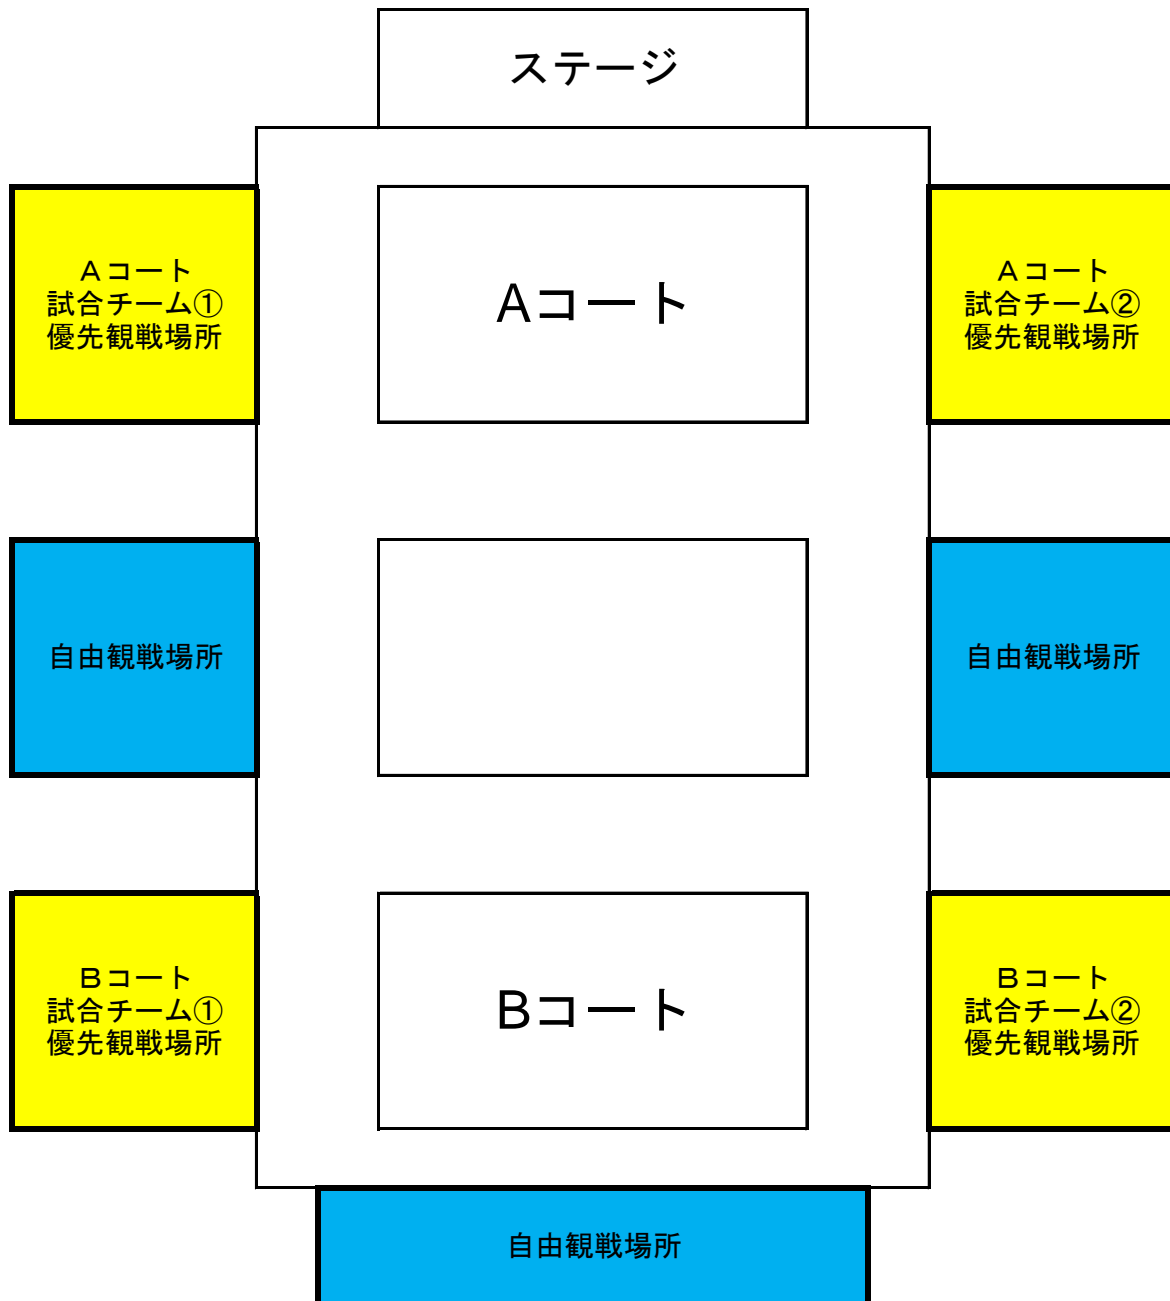 ステージ
Ａコート
試合チーム①
優先観戦場所
Aコート
Ａコート
試合チーム②
優先観戦場所
自由観戦場所
自由観戦場所
Ｂコート
試合チーム①
優先観戦場所
Bコート
Ｂコート
試合チーム②
優先観戦場所
自由観戦場所